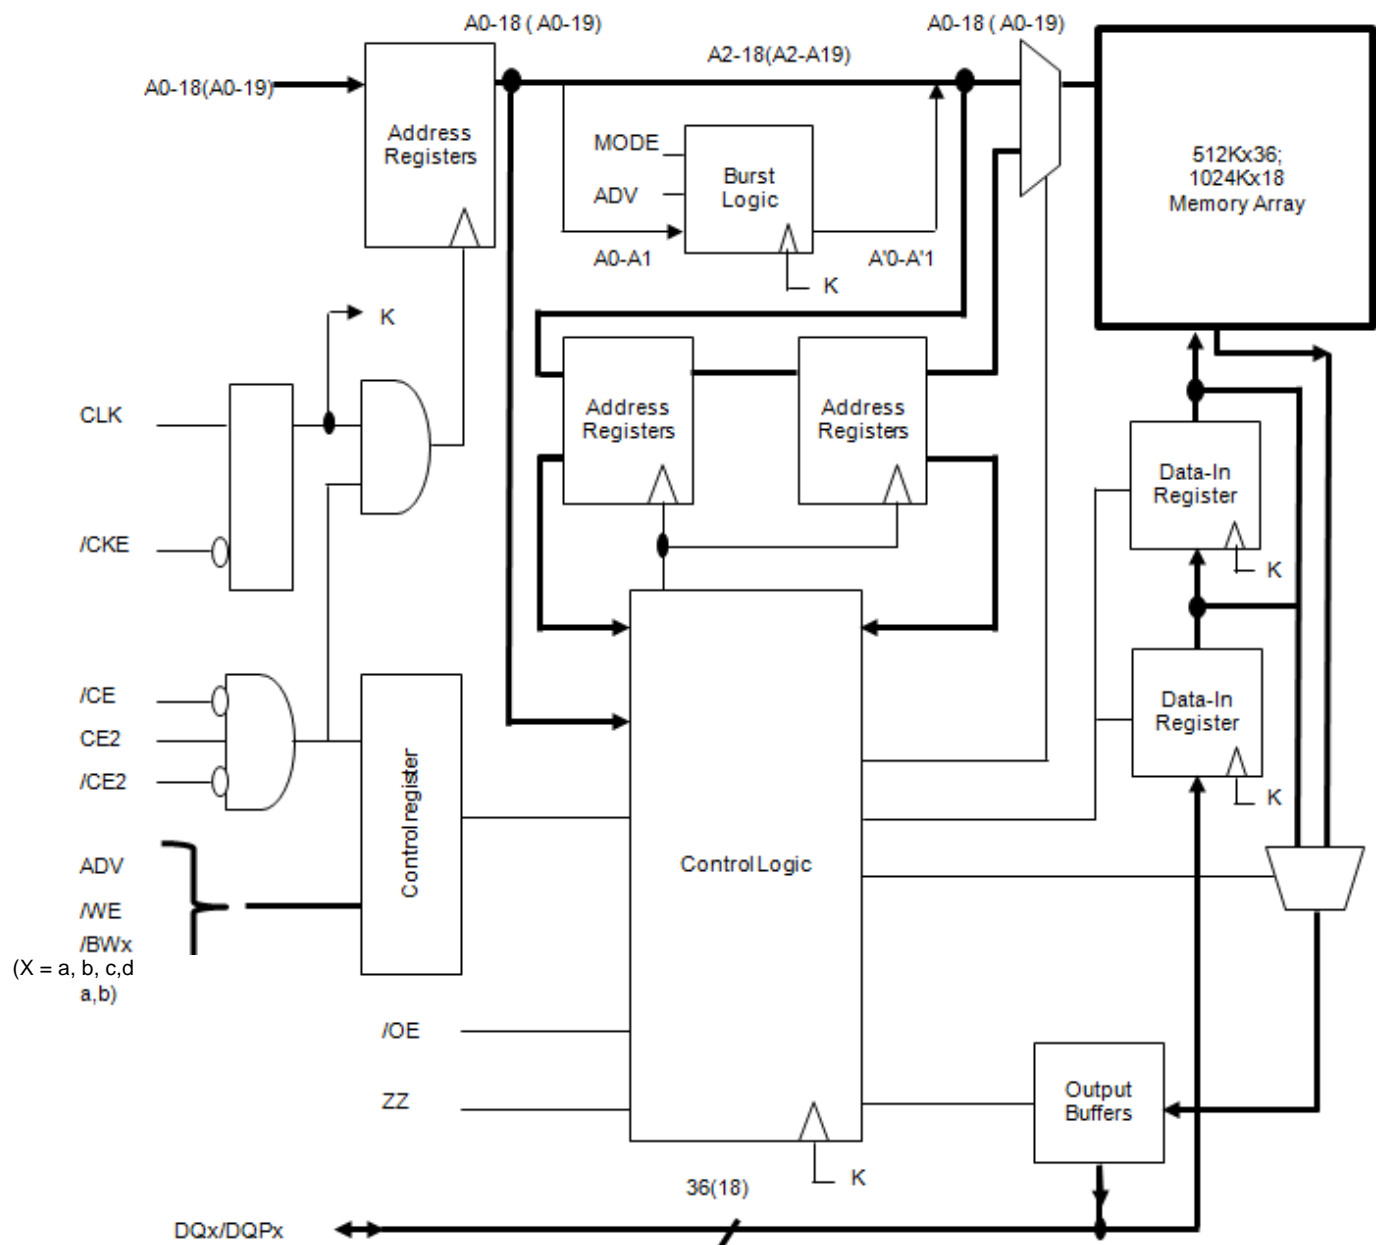 A0-18 ( A0-19)
A0-18 ( A0-19)
A2-18(A2-A19)
A0-18(A0-19)
Address
Registers
MODE
ADV
Burst
Logic
A0-A1
A'0-A'1
K
512Kx36;
1024Kx18
Memory Array
K
CLK
/CKE
Address
Registers
Address
Registers
Data-In
Register
K
/CE
CE2
/CE2
Control register
Data-In
Register
K
ADV
/WE
/BWx
(X = a, b, c,d
a,b)
Control Logic
/OE
ZZ
Output
Buffers
K
36(18)
DQx/DQPx